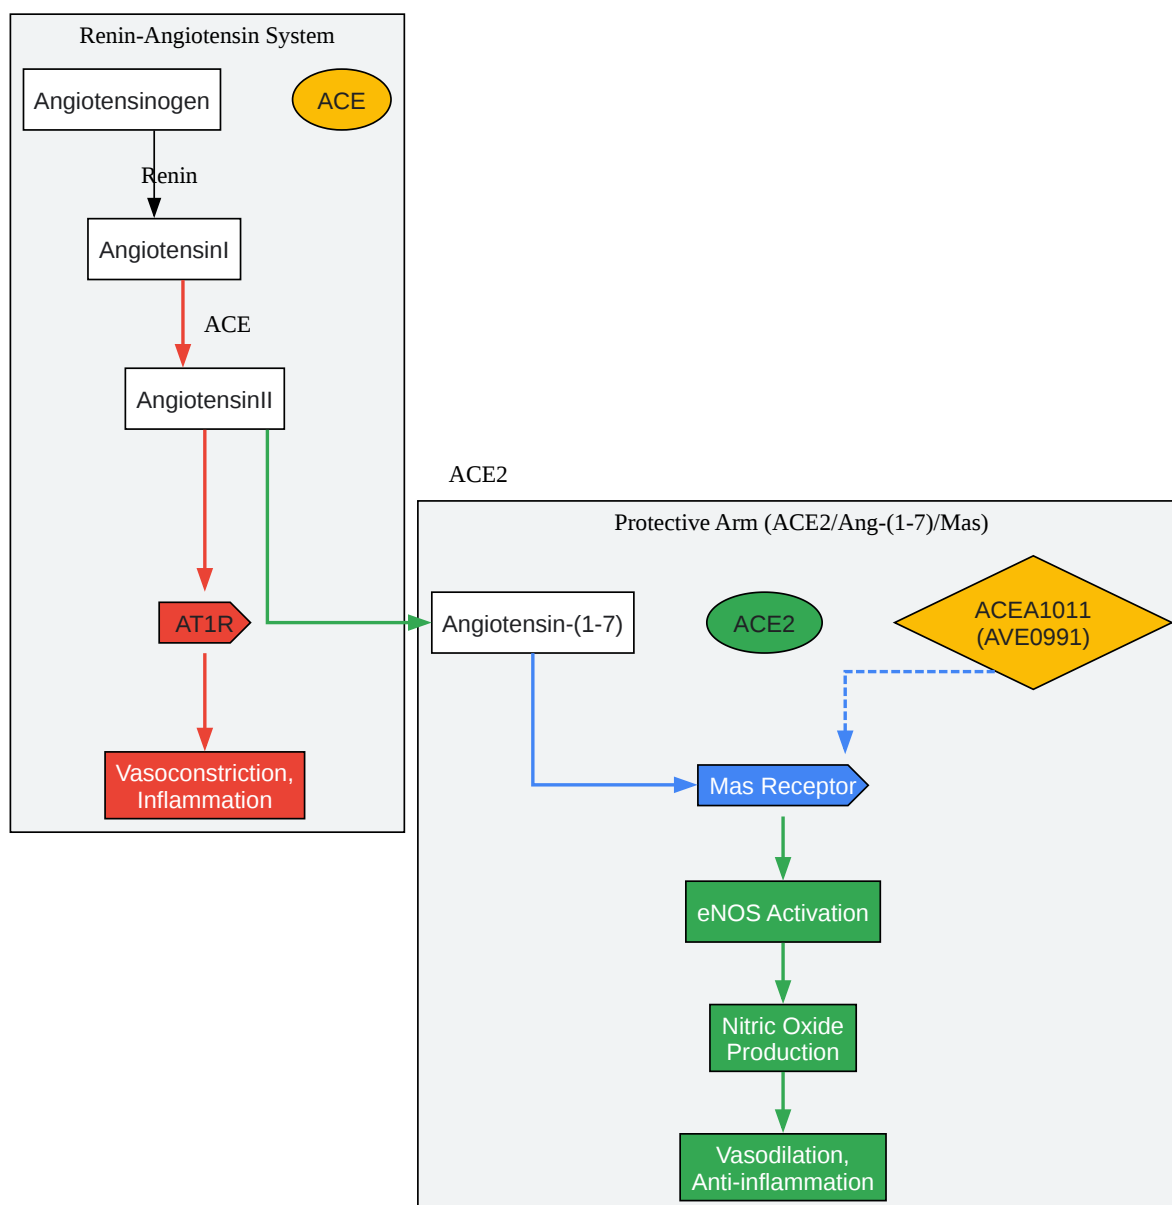 Renin-Angiotensin System
Angiotensinogen
ACE
Renin
AngiotensinI
ACE
AngiotensinII
ACE2
Protective Arm (ACE2/Ang-(1-7)/Mas)
AT1R
Angiotensin-(1-7)
ACE2
ACEA1011
(AVE0991)
Vasoconstriction,
Inflammation
Mas Receptor
eNOS Activation
Nitric Oxide
Production
Vasodilation,
Anti-inflammation